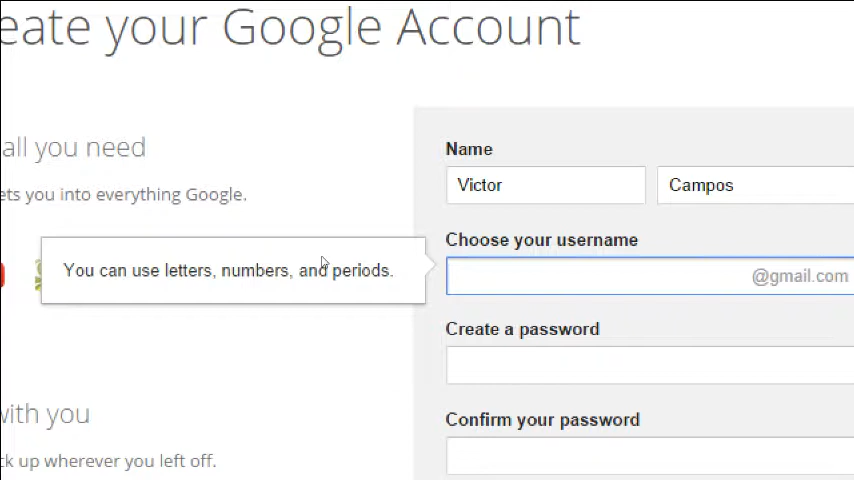 eate your Google Account
all you need
ets you into everything Google.
Name
Victor
Campos
Choose your username
You can use letters, numbers, and periods.
@gmail.com
Create a password
Confirm your password
with you
ck up wherever you left off.